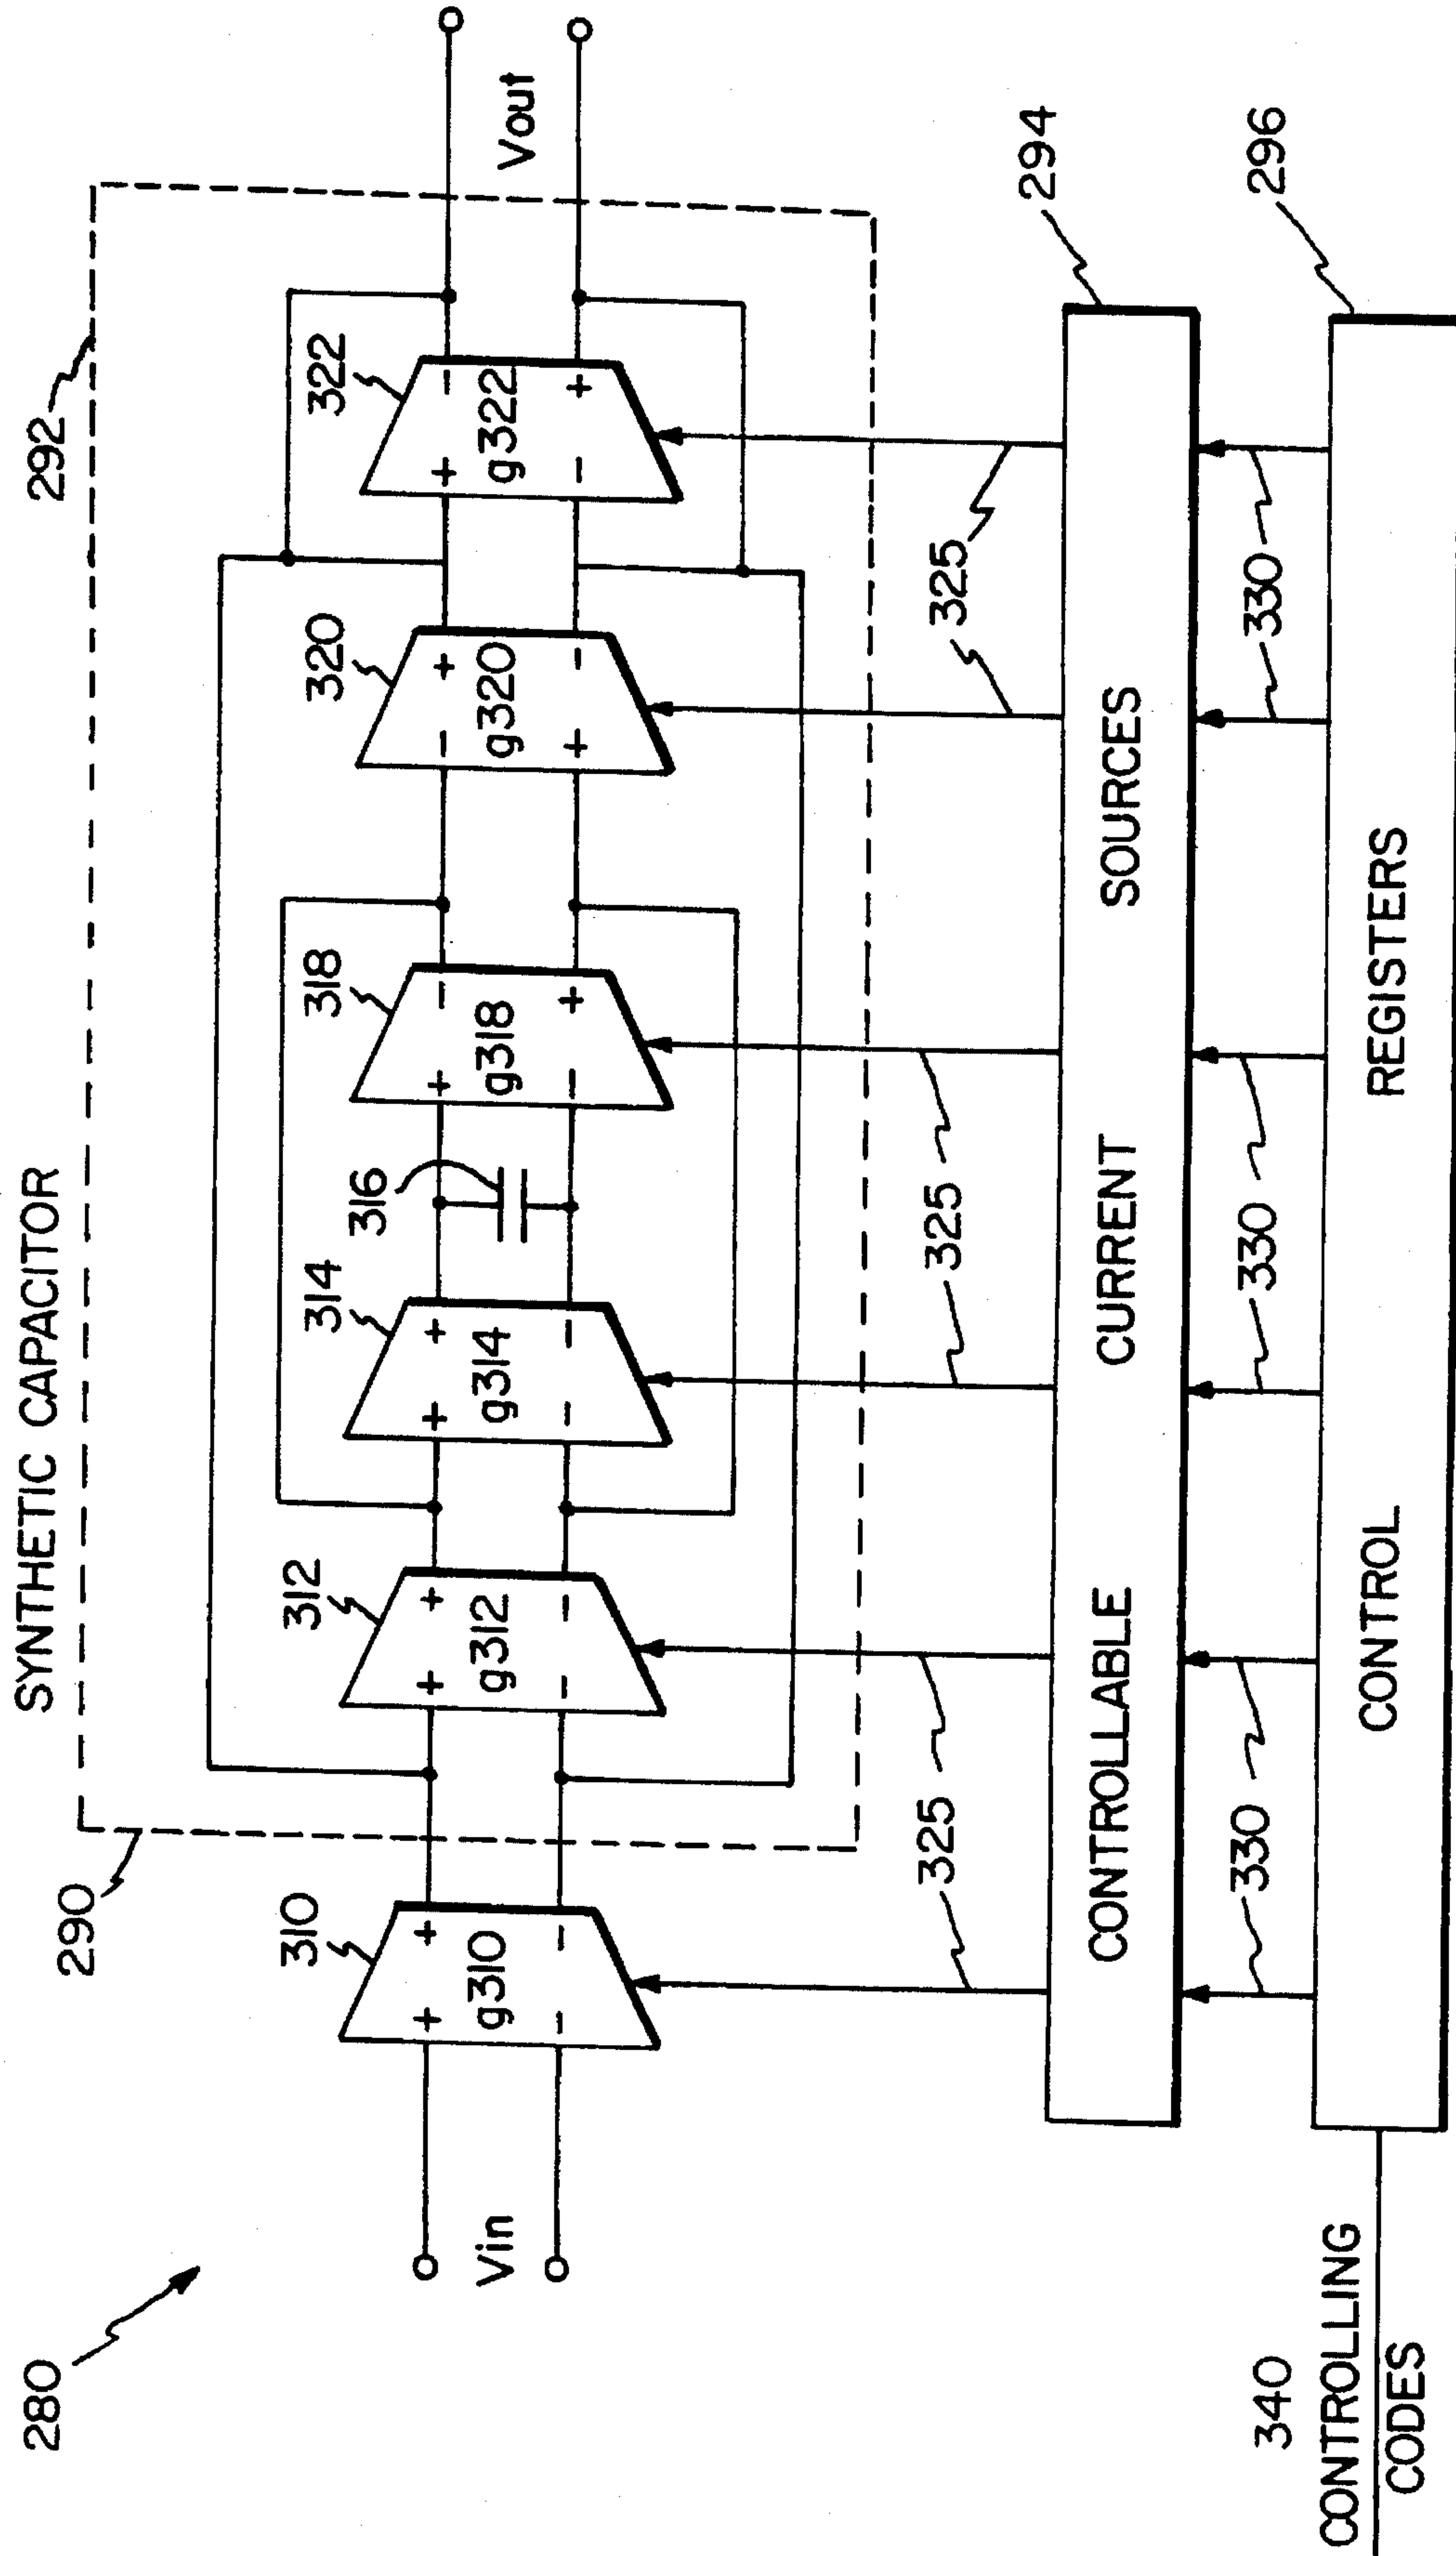 280
SYNTHETIC CAPACITOR
290
292
310
312
314
316
318
320
322
Vin
+ + + + + + + + − − + + − + −
g310
g312
g314
g318
g320
g322
− − − − − − − + + − − +
Vout
325
325
325
325
294
CONTROLLABLE CURRENT SOURCES
330
330
330
296
340
CONTROLLING
CODES
CONTROL REGISTERS